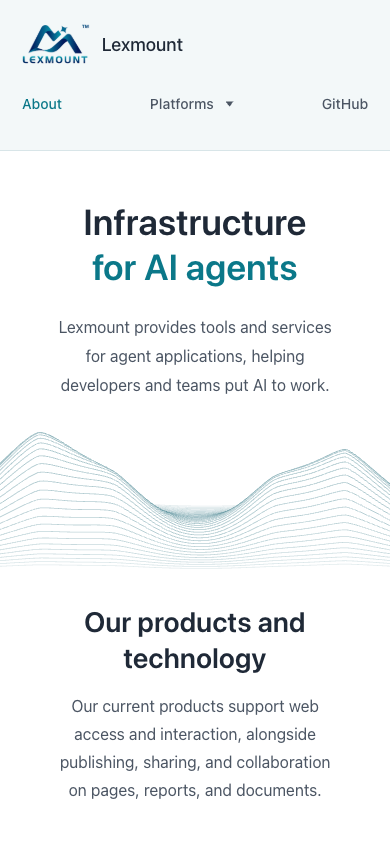 LEXMOUNT™
Lexmount
About
Platforms
GitHub
Infrastructure
for AI agents
Lexmount provides tools and services
for agent applications, helping
developers and teams put AI to work.
Our products and
technology
Our current products support web
access and interaction, alongside
publishing, sharing, and collaboration
on pages, reports, and documents.